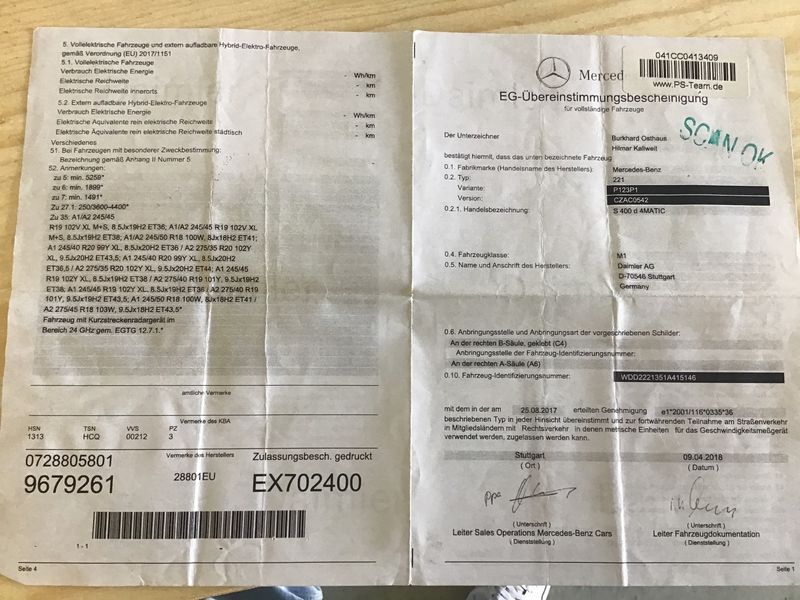 5. Vollelektrische Fahrzeuge und extern aufladbare Hybrid-Elektro-Fahrzeuge,
gemäß Verordnung (EU) 2017/1151
5.1. Vollelektrische Fahrzeuge
Verbrauch Elektrische Energie - Wh/km
Elektrische Reichweite - km
Elektrische Reichweite innerorts - km
5.2. Extern aufladbare Hybrid-Elektro-Fahrzeuge
Verbrauch Elektrische Energie - Wh/km
Elektrische Äquivalente rein elektrische Reichweite - km
Elektrische Äquivalente rein elektrische Reichweite städtisch - km
Verschiedenes
51. Bei Fahrzeugen mit besonderer Zweckbestimmung:
Bezeichnung gemäß Anhang II Nummer 5
52. Anmerkungen:
zu 5: min. 5259*
zu 6: min. 1899*
zu 7: min. 1491*
Zu 27.1: 250/3600-4400*
Zu 35: A1/A2 245/45
R19 102V XL M+S, 8.5Jx19H2 ET36; A1/A2 245/45 R19 102V XL
M+S, 8.5Jx19H2 ET38; A1/A2 245/50 R18 100W, 8Jx18H2 ET41;
A1 245/40 R20 99Y XL, 8.5Jx20H2 ET36 / A2 275/35 R20 102Y
XL, 9.5Jx20H2 ET43,5; A1 245/40 R20 99Y XL, 8.5Jx20H2
ET36,5 / A2 275/35 R20 102Y XL, 9.5Jx20H2 ET44; A1 245/45
R19 102Y XL, 8.5Jx19H2 ET38 / A2 275/40 R19 101Y, 9.5Jx19H2
ET38; A1 245/45 R19 102Y XL, 8.5Jx19H2 ET36 / A2 275/40 R19
101Y, 9.5Jx19H2 ET43,5; A1 245/50 R18 100W, 8Jx18H2 ET41 /
A2 275/45 R18 103W, 9.5Jx18H2 ET43,5*
Fahrzeug mit Kurzstreckenradargerät im
Bereich 24 GHz gem. EGTG 12.7.1.*
amtliche Vermerke
Vermerke des KBA
HSN TSN VVS PZ
1313 HCQ 00212 3
0728805801 Vermerke des Herstellers Zulassungsbesch. gedruckt
9679261 28801EU EX702400
1 - 1
Seite 4
041CC0413409
www.PS-Team.de
Merced
EG-Übereinstimmungsbescheinigung
für vollständige Fahrzeuge
SCAN OK
Der Unterzeichner Burkhard Osthaus
Hilmar Kallweit
bestätigt hiermit, dass das unten bezeichnete Fahrzeug
0.1. Fabrikmarke (Handelsname des Herstellers): Mercedes-Benz
0.2. Typ: 221
Variante: P123P1
Version: CZAC0542
0.2.1. Handelsbezeichnung: S 400 d 4MATIC
0.4. Fahrzeugklasse: M1
0.5. Name und Anschrift des Herstellers: Daimler AG
D-70546 Stuttgart
Germany
0.6. Anbringungsstelle und Anbringungsart der vorgeschriebenen Schilder:
An der rechten B-Säule, geklebt (C4)
Anbringungsstelle der Fahrzeug-Identifizierungsnummer:
An der rechten A-Säule (A6)
0.10. Fahrzeug-Identifizierungsnummer: WDD2221351A415146
mit dem in der am 25.08.2017 erteilten Genehmigung e1*2001/116*0335*36
beschriebenen Typ in jeder Hinsicht übereinstimmt und zur fortwährenden Teilnahme am Straßenverkehr
in Mitgliedsländern mit Rechtsverkehr in denen metrische Einheiten für das Geschwindigkeitsmeßgerät
verwendet werden, zugelassen werden kann.
Stuttgart 09.04.2018
( Ort ) ( Datum )
ppa
( Unterschrift ) ( Unterschrift )
Leiter Sales Operations Mercedes-Benz Cars Leiter Fahrzeugdokumentation
( Dienststellung ) ( Dienststellung )
Seite 1